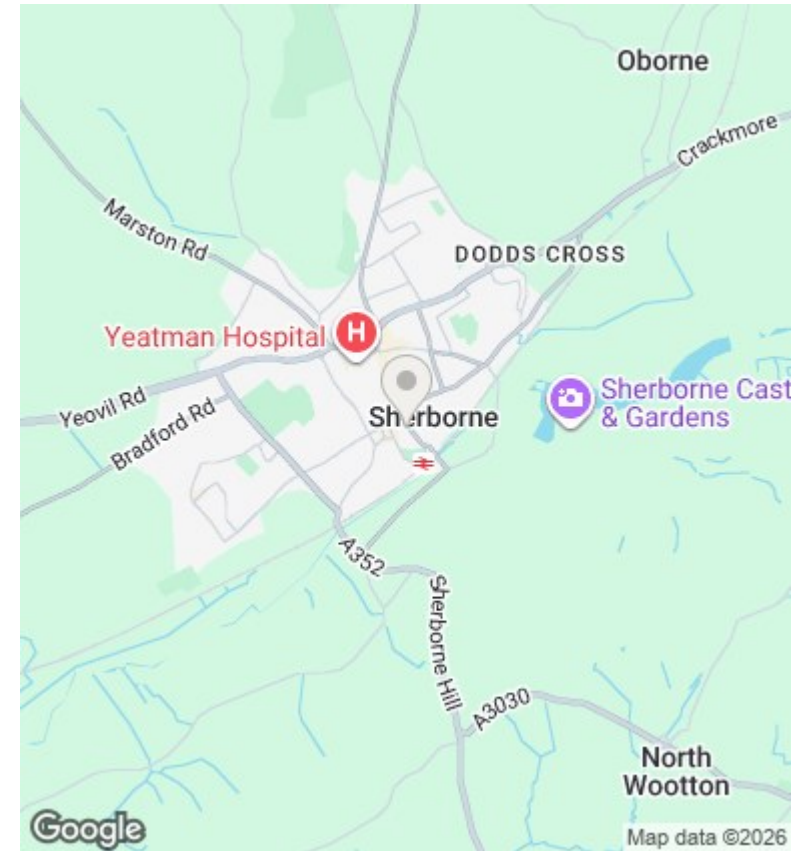 Oborne
Crackmore
Marston Rd
DODDS CROSS
Yeatman Hospital
H
Sherborne Cast
& Gardens
Yeovil Rd
Sherborne
Bradford Rd
A352
Sherborne Hill
A3030
North
Wootton
Google
Map data ©2026